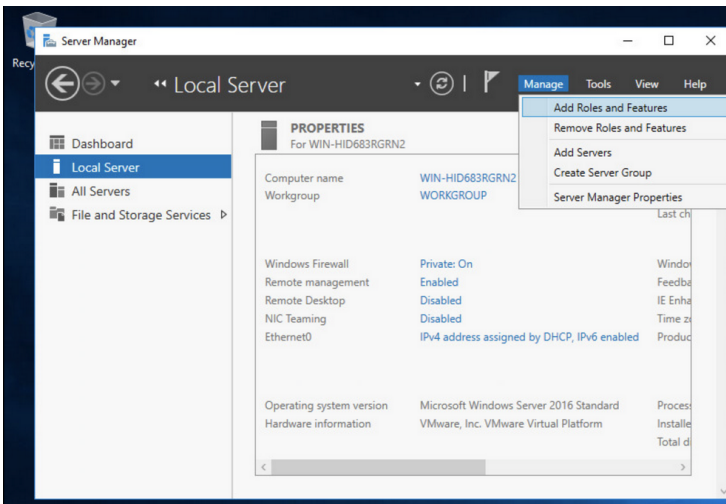 Recy
Server Manager
Local Server
Manage Tools View Help
Add Roles and Features
Remove Roles and Features
Add Servers
Create Server Group
Server Manager Properties
Dashboard
Local Server
All Servers
File and Storage Services
PROPERTIES
For WIN-HID683RGRN2
Computer name WIN-HID683RGRN2
Workgroup WORKGROUP
Last ch
Windows Firewall Private: On Windo
Remote management Enabled Feedba
Remote Desktop Disabled IE Enha
NIC Teaming Disabled Time z
Ethernet0 IPv4 address assigned by DHCP, IPv6 enabled Produc
Operating system version Microsoft Windows Server 2016 Standard Proces
Hardware information VMware, Inc. VMware Virtual Platform Installe
Total d